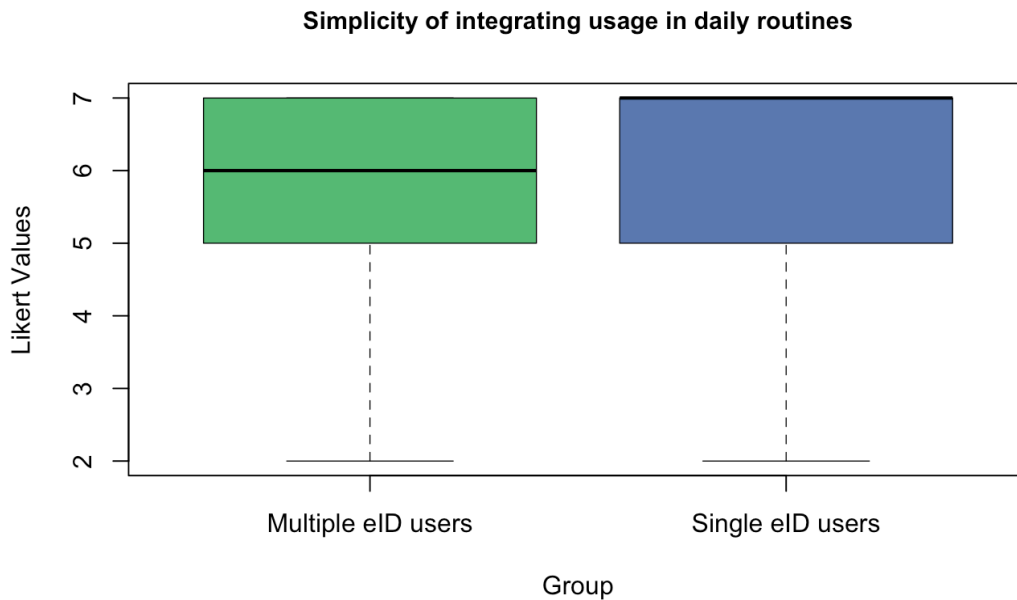 Simplicity of integrating usage in daily routines
Likert Values
7
6
5
4
3
2
Multiple eID users
Single eID users
Group